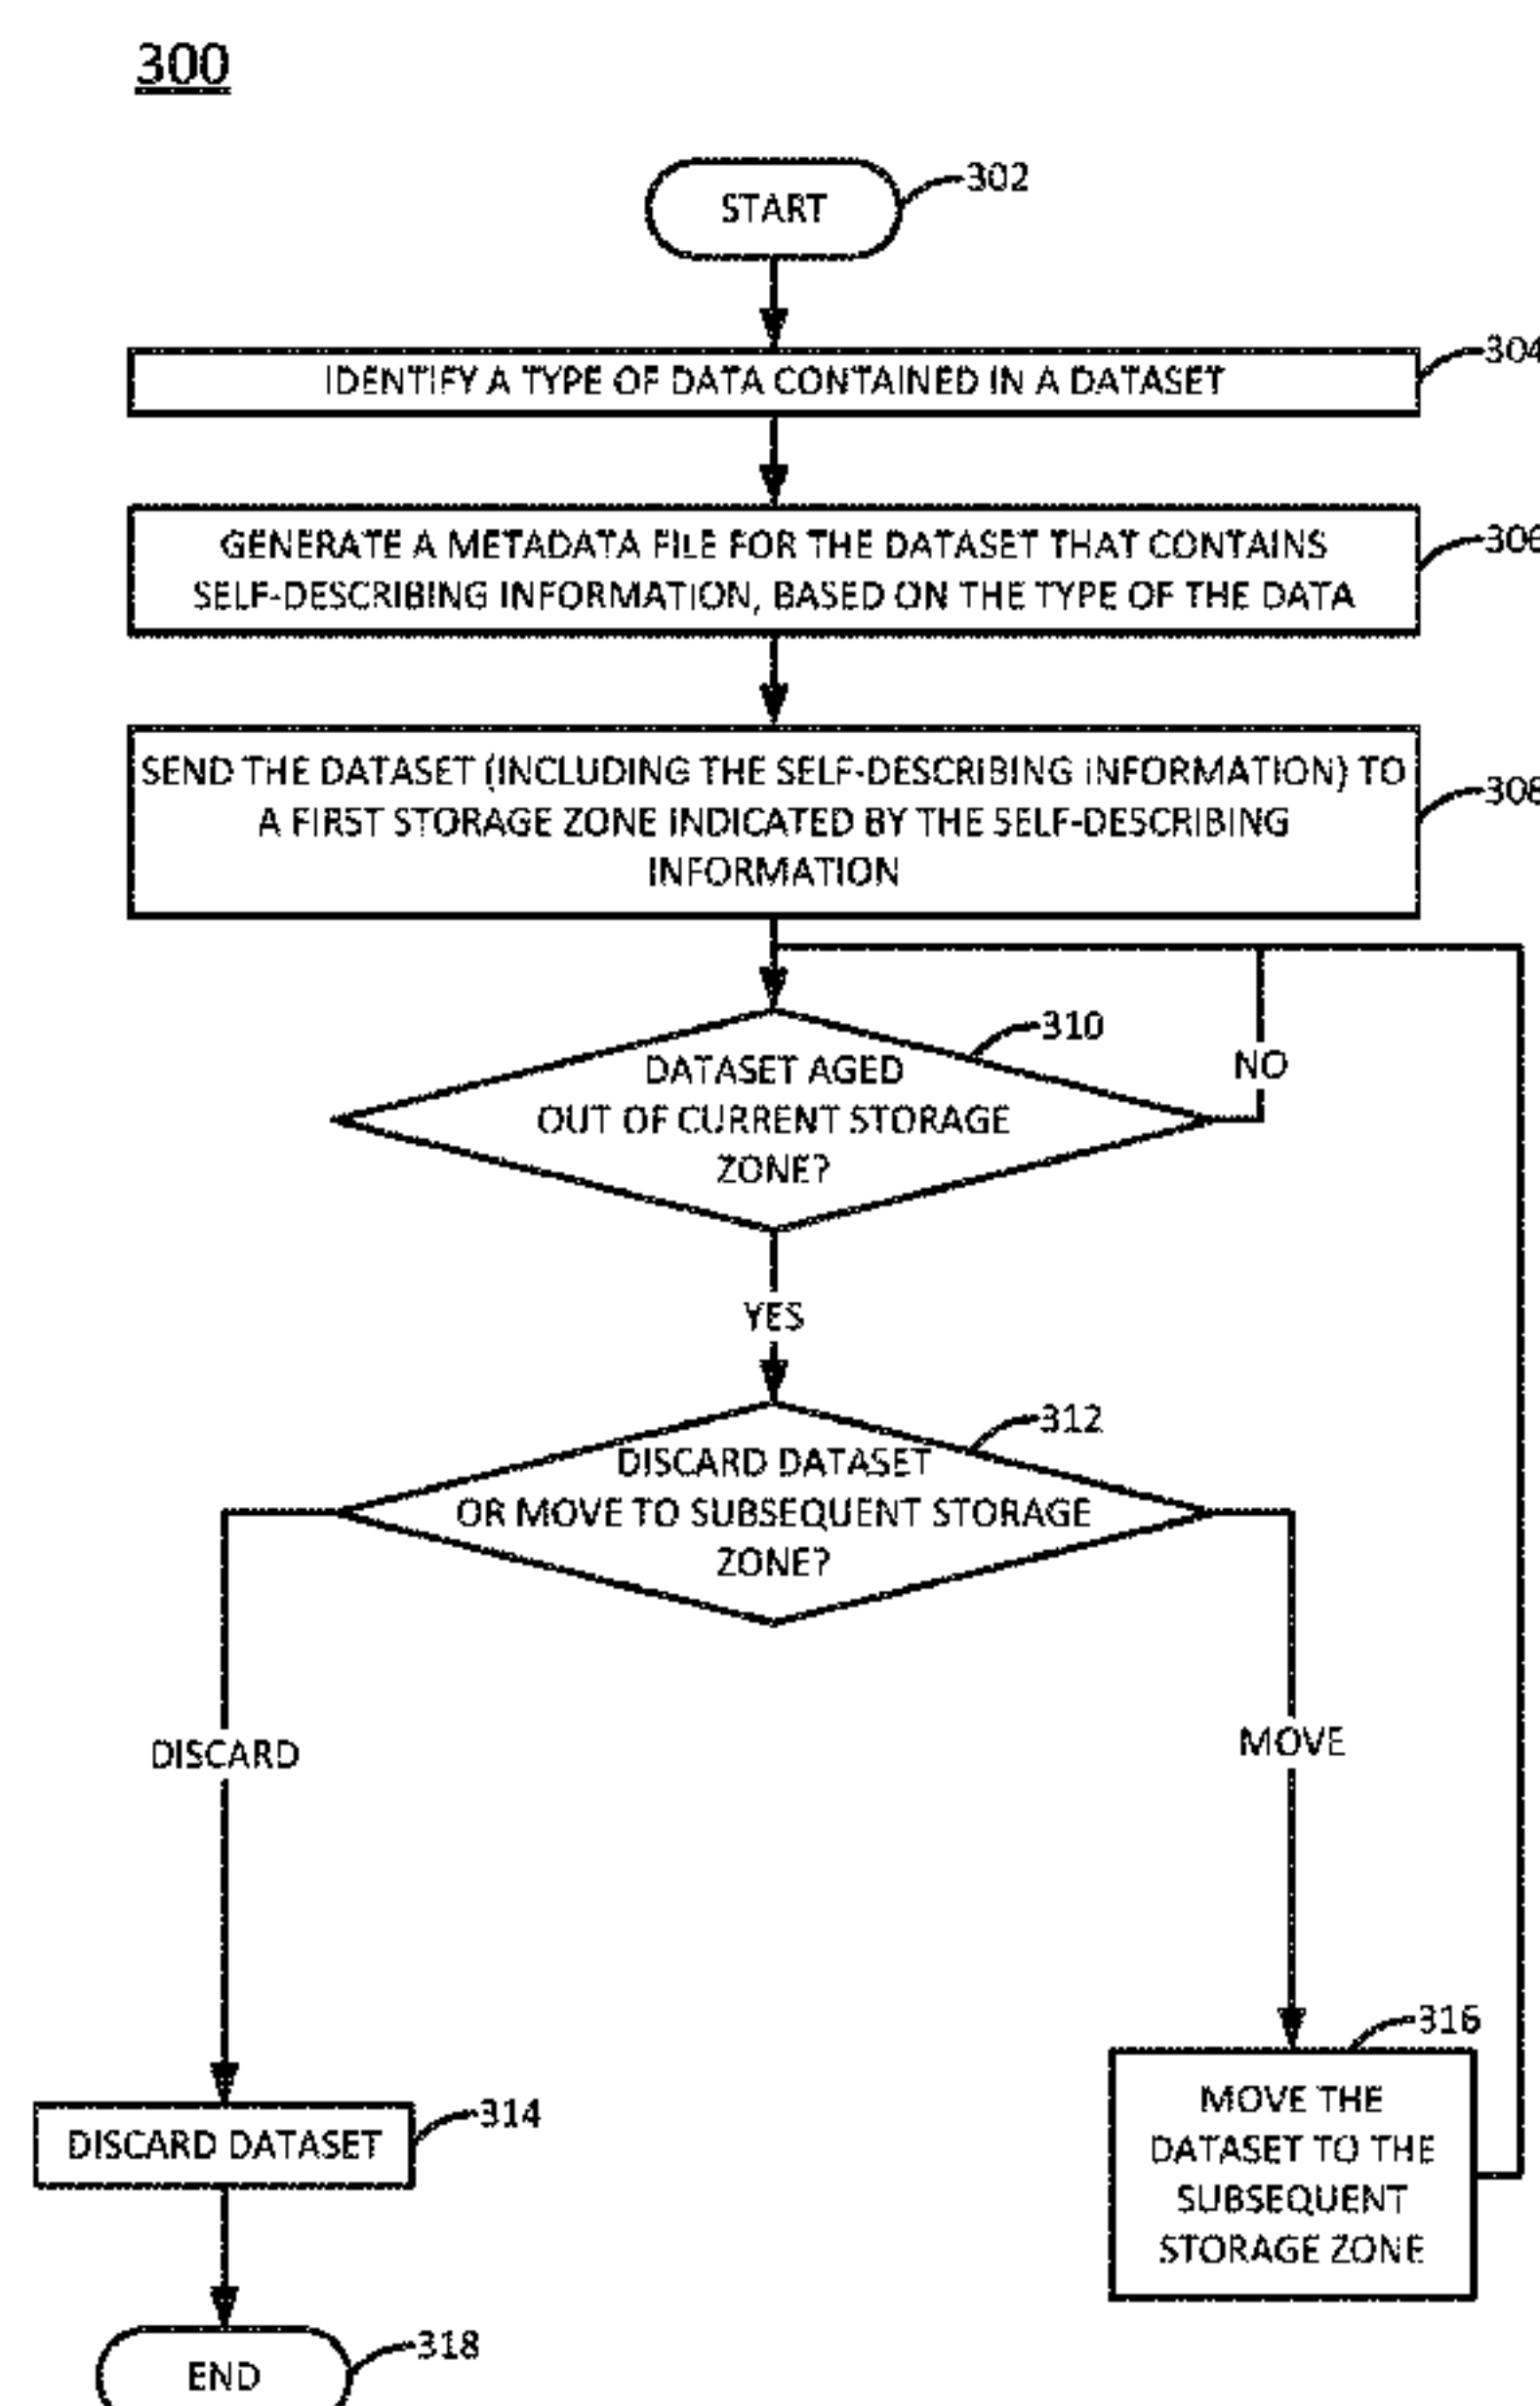 300
START
302
IDENTIFY A TYPE OF DATA CONTAINED IN A DATASET
304
GENERATE A METADATA FILE FOR THE DATASET THAT CONTAINS
SELF-DESCRIBING INFORMATION, BASED ON THE TYPE OF THE DATA
306
SEND THE DATASET (INCLUDING THE SELF-DESCRIBING INFORMATION) TO
A FIRST STORAGE ZONE INDICATED BY THE SELF-DESCRIBING
INFORMATION
308
310
DATASET AGED
OUT OF CURRENT STORAGE
ZONE?
NO
YES
312
DISCARD DATASET
OR MOVE TO SUBSEQUENT STORAGE
ZONE?
DISCARD
MOVE
314
DISCARD DATASET
316
MOVE THE
DATASET TO THE
SUBSEQUENT
STORAGE ZONE
318
END